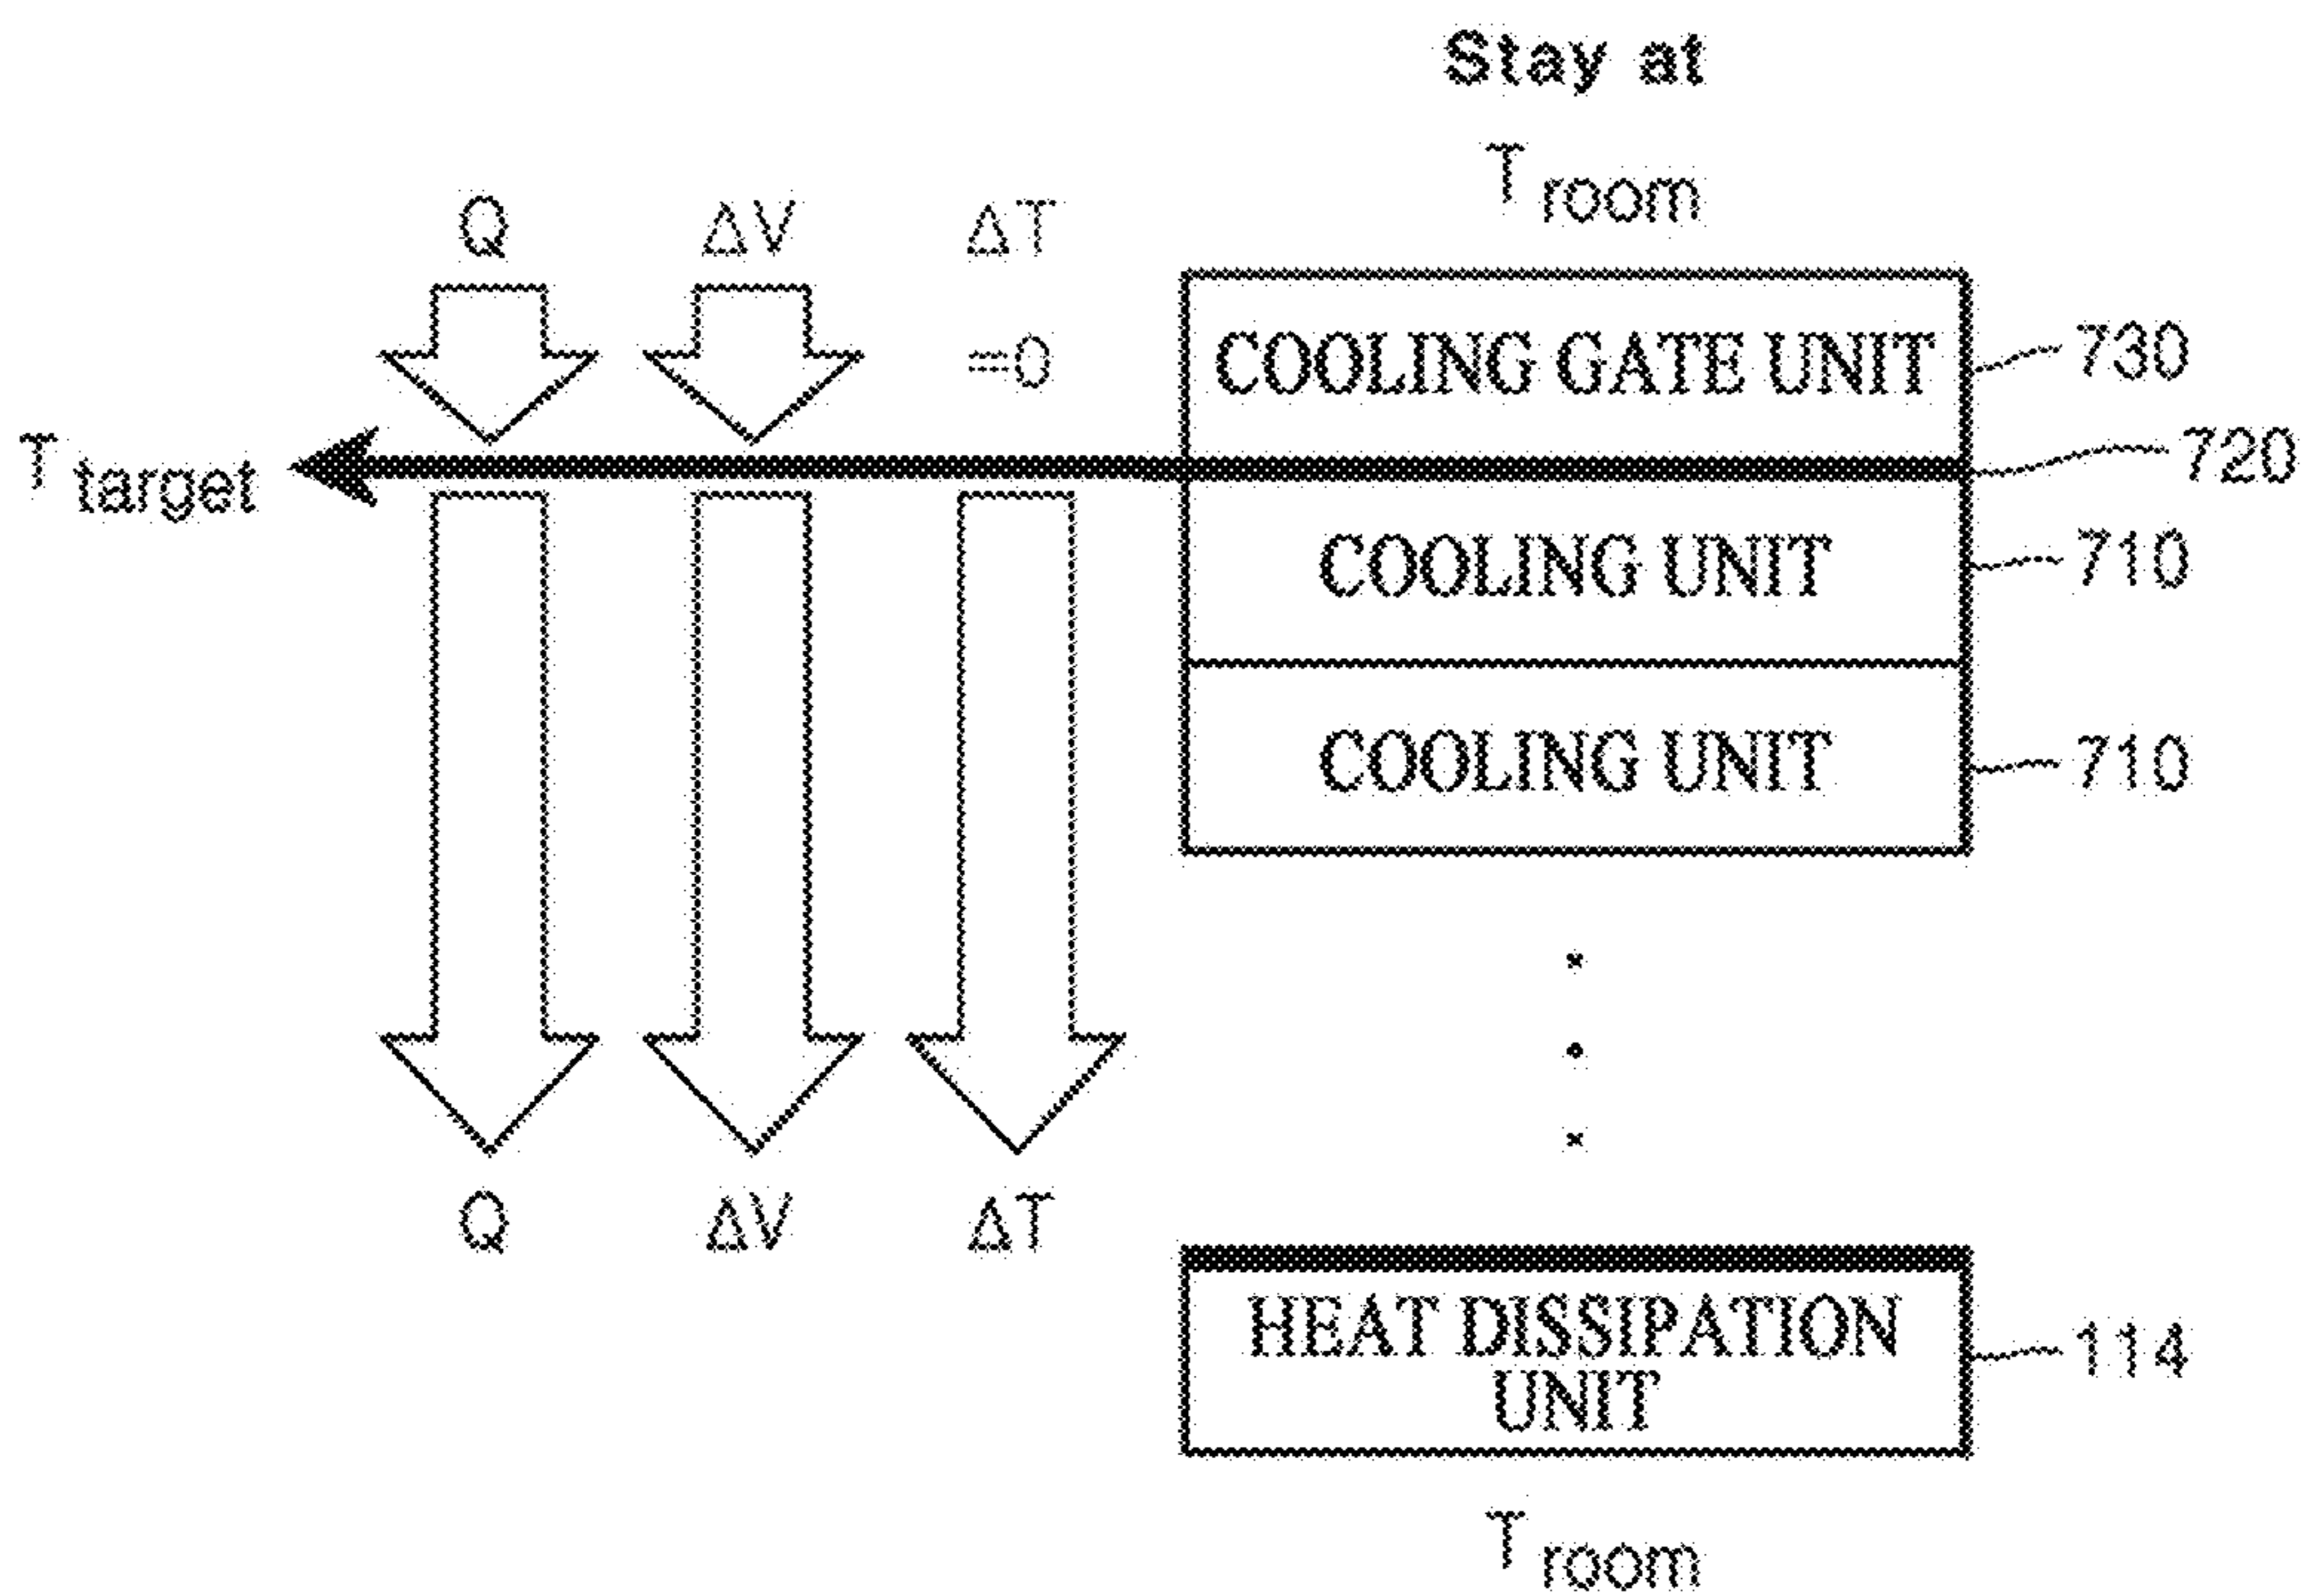 Stay at
T room
Q ΔV ΔT
=0
COOLING GATE UNIT 730
T target
720
COOLING UNIT 710
COOLING UNIT 710
Q ΔV ΔT
HEAT DISSIPATION
UNIT
114
T room